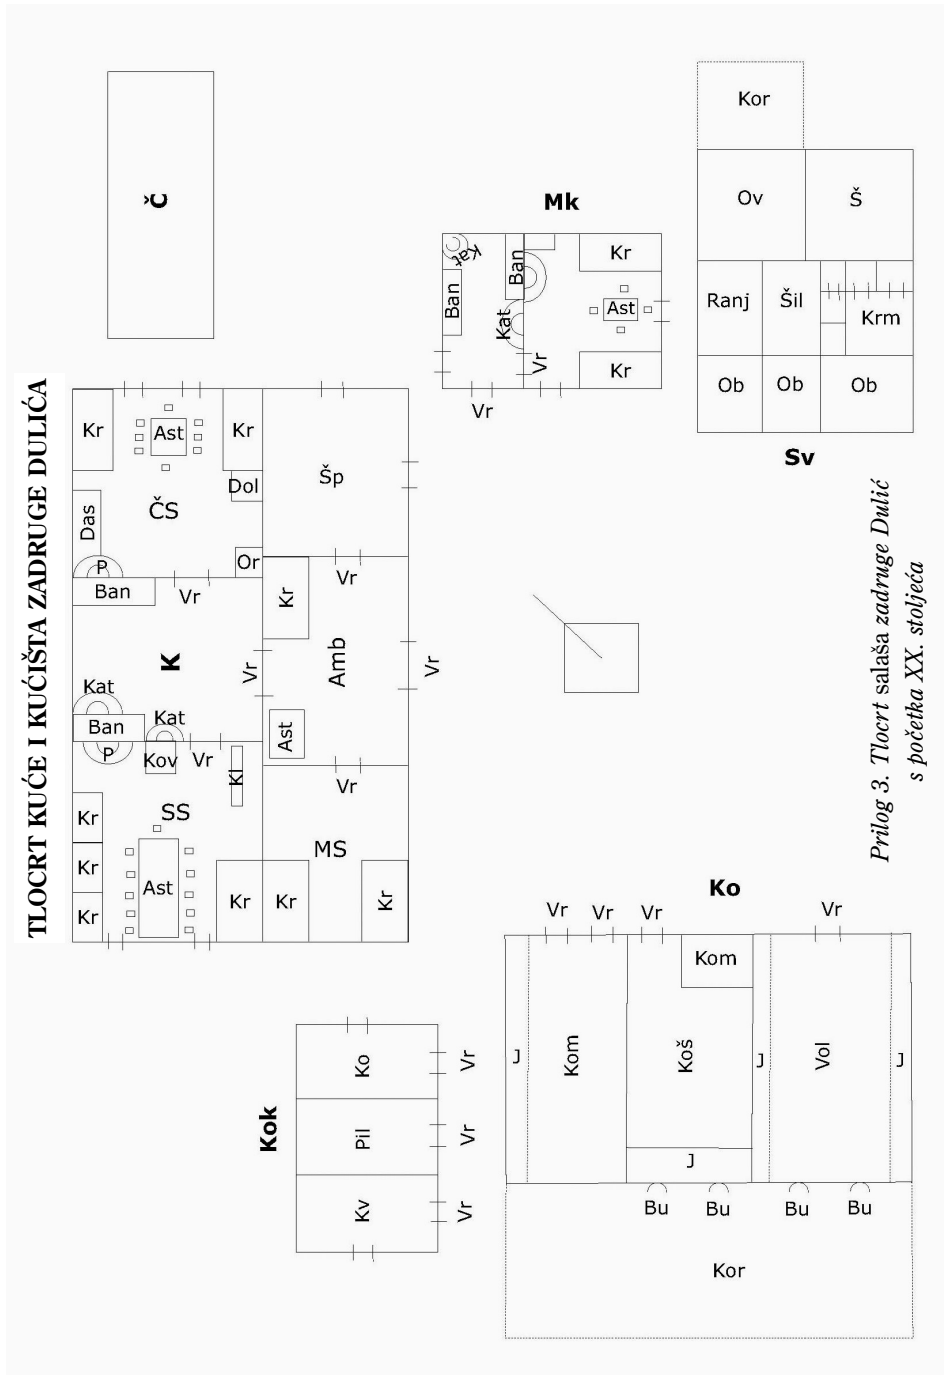 TLOCRT KUĆE I KUĆIŠTA ZADRUGE DULIĆA
Č
Kr
Ast
Kr
Das
ČS
Dol
P
Or
Ban
Vr
K
Vr
Kat
Ban
Kat
P
Kov
Vr
Kl
SS
Kr
Kr
Kr
Ast
Kr
Šp
Vr
Kr
Amb
Vr
Ast
Vr
MS
Kr
Kr
Mk
Kat
Ban
Ban
Kat
Vr
Vr
Kr
Ast
Kr
Kor
Ov
Š
Ranj
Šil
Krm
Ob
Ob
Ob
Sv
Prilog 3. Tlocrt salaša zadruge Dulić
s početka XX. stoljeća
Kok
Ko
Vr
Pil
Vr
Kv
Vr
Ko
Vr
Vr
Vr
Vr
Kom
J
Kom
Koš
J
Vol
J
J
Bu
Bu
Bu
Bu
Kor